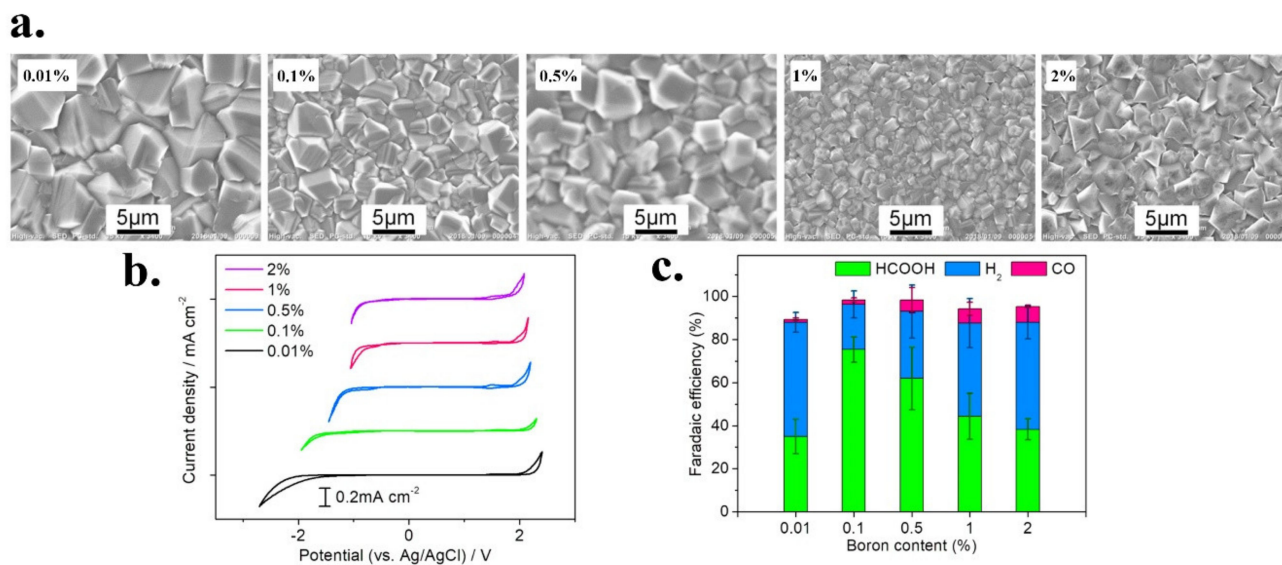 a.
0.01%
0.1%
0.5%
1%
2%
5μm
5μm
5μm
5μm
5μm
b.
2%
1%
0.5%
0.1%
0.01%
Current density / mA cm⁻²
0.2mA cm⁻²
-2
0
2
Potential (vs. Ag/AgCl) / V
c.
HCOOH
H₂
CO
Faradaic efficiency (%)
100
80
60
40
20
0
0.01
0.1
0.5
1
2
Boron content (%)